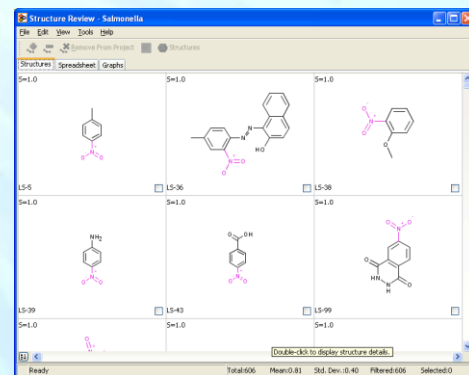 Structure Review - Salmonella
File Edit View Tools Help
Remove From Project Structures
Structures Spreadsheet Graphs
S=1.0 S=1.0 S=1.0
N+
O O-
N
N
HO
N+
O
O-
O-
N+
O
O
LS-5 LS-36 LS-38
S=1.0 S=1.0 S=1.0
NH2
N+
O O-
O OH
N+
O O-
O-
N+
O
O
HN
NH
O
LS-39 LS-43 LS-99
S=1.0 S=1.0 S=1.0
O N+
Double-click to display structure details.
Ready Total:606 Mean:0.81 Std. Dev.:0.40 Filtered:606 Selected:0